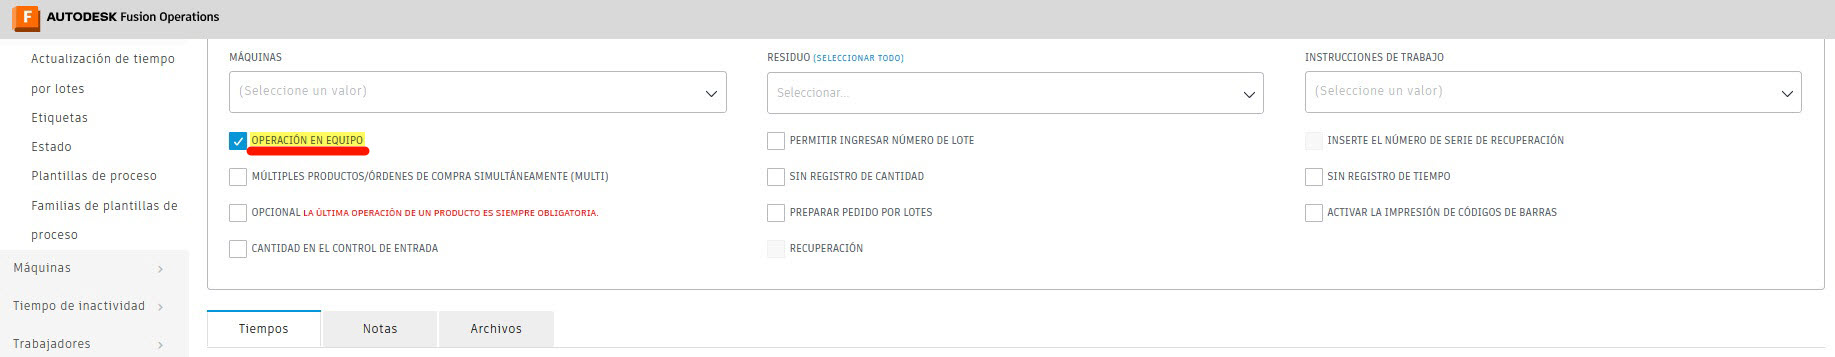 F AUTODESK Fusion Operations
Actualización de tiempo
por lotes
Etiquetas
Estado
Plantillas de proceso
Familias de plantillas de
proceso
Máquinas
Tiempo de inactividad
Trabajadores
MÁQUINAS
(Seleccione un valor)
RESIDUO (SELECCIONAR TODO)
Seleccionar...
INSTRUCCIONES DE TRABAJO
(Seleccione un valor)
OPERACIÓN EN EQUIPO
PERMITIR INGRESAR NÚMERO DE LOTE
INSERTE EL NÚMERO DE SERIE DE RECUPERACIÓN
MÚLTIPLES PRODUCTOS/ÓRDENES DE COMPRA SIMULTÁNEAMENTE (MULTI)
SIN REGISTRO DE CANTIDAD
SIN REGISTRO DE TIEMPO
OPCIONAL LA ÚLTIMA OPERACIÓN DE UN PRODUCTO ES SIEMPRE OBLIGATORIA.
PREPARAR PEDIDO POR LOTES
ACTIVAR LA IMPRESIÓN DE CÓDIGOS DE BARRAS
CANTIDAD EN EL CONTROL DE ENTRADA
RECUPERACIÓN
Tiempos
Notas
Archivos